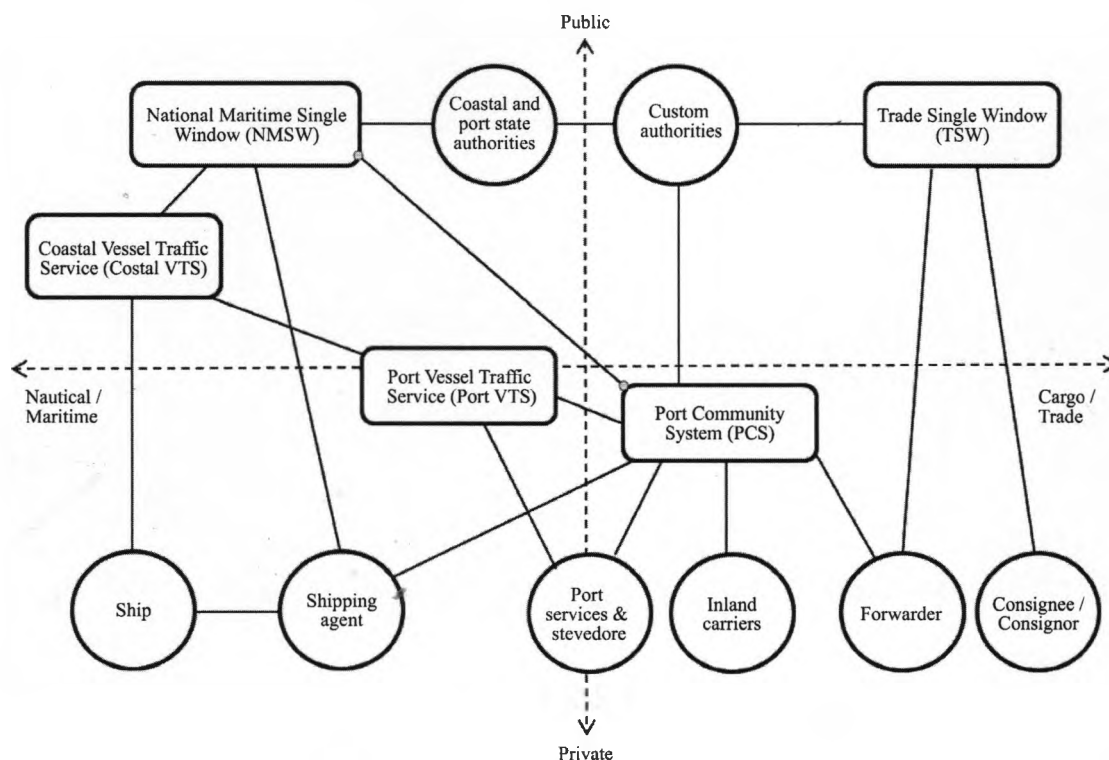 Public
National Maritime Single
Window (NMSW)
Coastal and
port state
authorities
Custom
authorities
Trade Single Window
(TSW)
Coastal Vessel Traffic
Service (Costal VTS)
Port Vessel Traffic
Service (Port VTS)
Nautical /
Maritime
Port Community
System (PCS)
Cargo /
Trade
Ship
Shipping
agent
Port
services &
stevedore
Inland
carriers
Forwarder
Consignee /
Consignor
Private